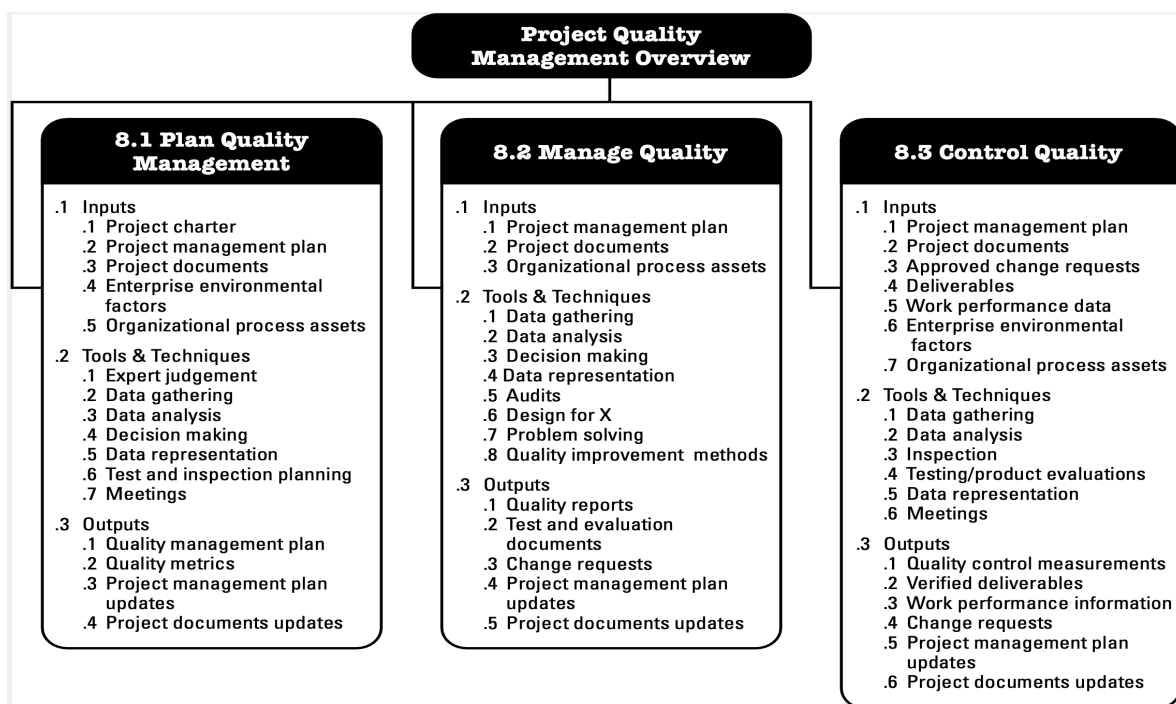 Project Quality
Management Overview
8.1 Plan Quality
Management
.1 Inputs
.1 Project charter
.2 Project management plan
.3 Project documents
.4 Enterprise environmental
factors
.5 Organizational process assets
.2 Tools & Techniques
.1 Expert judgement
.2 Data gathering
.3 Data analysis
.4 Decision making
.5 Data representation
.6 Test and inspection planning
.7 Meetings
.3 Outputs
.1 Quality management plan
.2 Quality metrics
.3 Project management plan
updates
.4 Project documents updates
8.2 Manage Quality
.1 Inputs
.1 Project management plan
.2 Project documents
.3 Organizational process assets
.2 Tools & Techniques
.1 Data gathering
.2 Data analysis
.3 Decision making
.4 Data representation
.5 Audits
.6 Design for X
.7 Problem solving
.8 Quality improvement methods
.3 Outputs
.1 Quality reports
.2 Test and evaluation
documents
.3 Change requests
.4 Project management plan
updates
.5 Project documents updates
8.3 Control Quality
.1 Inputs
.1 Project management plan
.2 Project documents
.3 Approved change requests
.4 Deliverables
.5 Work performance data
.6 Enterprise environmental
factors
.7 Organizational process assets
.2 Tools & Techniques
.1 Data gathering
.2 Data analysis
.3 Inspection
.4 Testing/product evaluations
.5 Data representation
.6 Meetings
.3 Outputs
.1 Quality control measurements
.2 Verified deliverables
.3 Work performance information
.4 Change requests
.5 Project management plan
updates
.6 Project documents updates